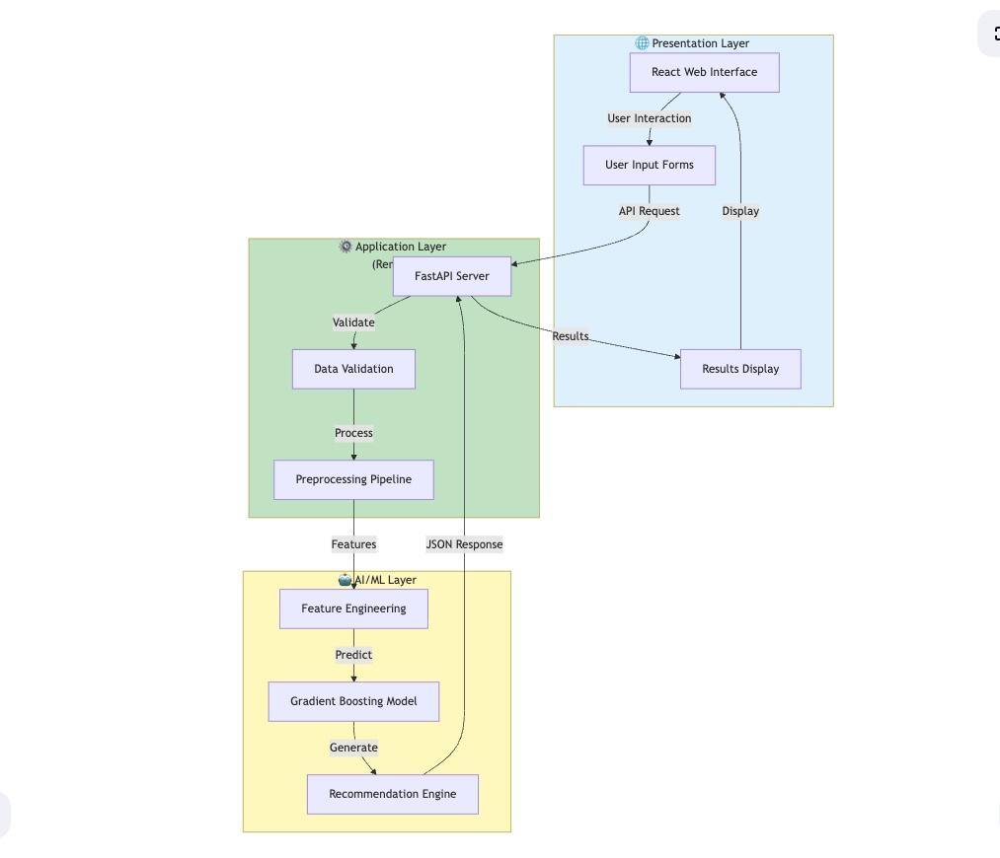 Presentation Layer
React Web Interface
User Interaction
User Input Forms
API Request
Display
Application Layer
FastAPI Server
Validate
Results
Data Validation
Results Display
Process
Preprocessing Pipeline
Features
JSON Response
AI/ML Layer
Feature Engineering
Predict
Gradient Boosting Model
Generate
Recommendation Engine